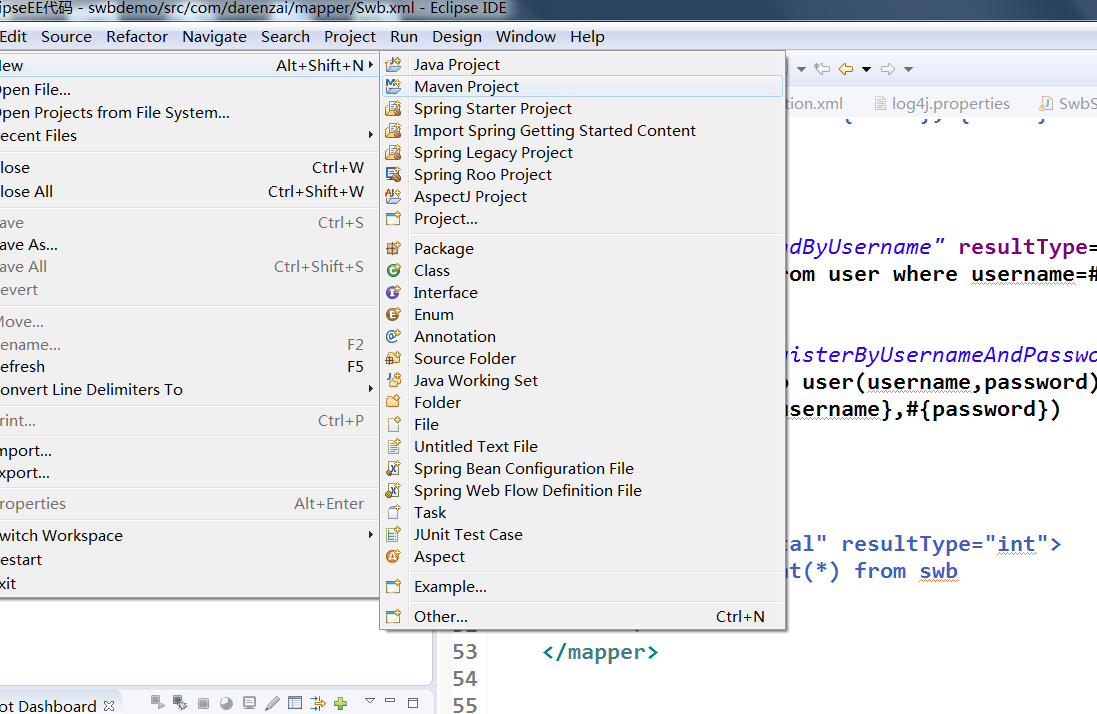 ipseEE代码 - swbdemo/src/com/darenzai/mapper/Swb.xml - Eclipse IDE
Edit Source Refactor Navigate Search Project Run Design Window Help
ew Alt+Shift+N
pen File...
pen Projects from File System...
ecent Files
lose Ctrl+W
lose All Ctrl+Shift+W
ave Ctrl+S
ave As...
ave All Ctrl+Shift+S
evert
Move...
ename... F2
efresh F5
onvert Line Delimiters To
rint... Ctrl+P
mport...
xport...
roperties Alt+Enter
witch Workspace
estart
xit
Java Project
Maven Project
Spring Starter Project
Import Spring Getting Started Content
Spring Legacy Project
Spring Roo Project
AspectJ Project
Project...
Package
Class
Interface
Enum
Annotation
Source Folder
Java Working Set
Folder
File
Untitled Text File
Spring Bean Configuration File
Spring Web Flow Definition File
Task
JUnit Test Case
Aspect
Example...
Other... Ctrl+N
tion.xml log4j.properties SwbS
ndByUsername" resultType=
om user where username=#
isterByUsernameAndPasswo
user(username,password)
sername},#{password})
al" resultType="int">
t(*) from swb
53 </mapper>
54
55
ot Dashboard